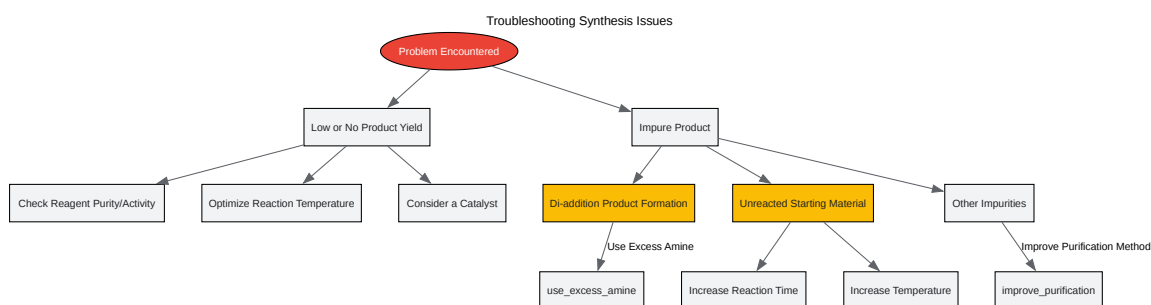 Troubleshooting Synthesis Issues
Problem Encountered
Low or No Product Yield
Impure Product
Check Reagent Purity/Activity
Optimize Reaction Temperature
Consider a Catalyst
Di-addition Product Formation
Unreacted Starting Material
Other Impurities
Use Excess Amine
Improve Purification Method
use_excess_amine
Increase Reaction Time
Increase Temperature
improve_purification